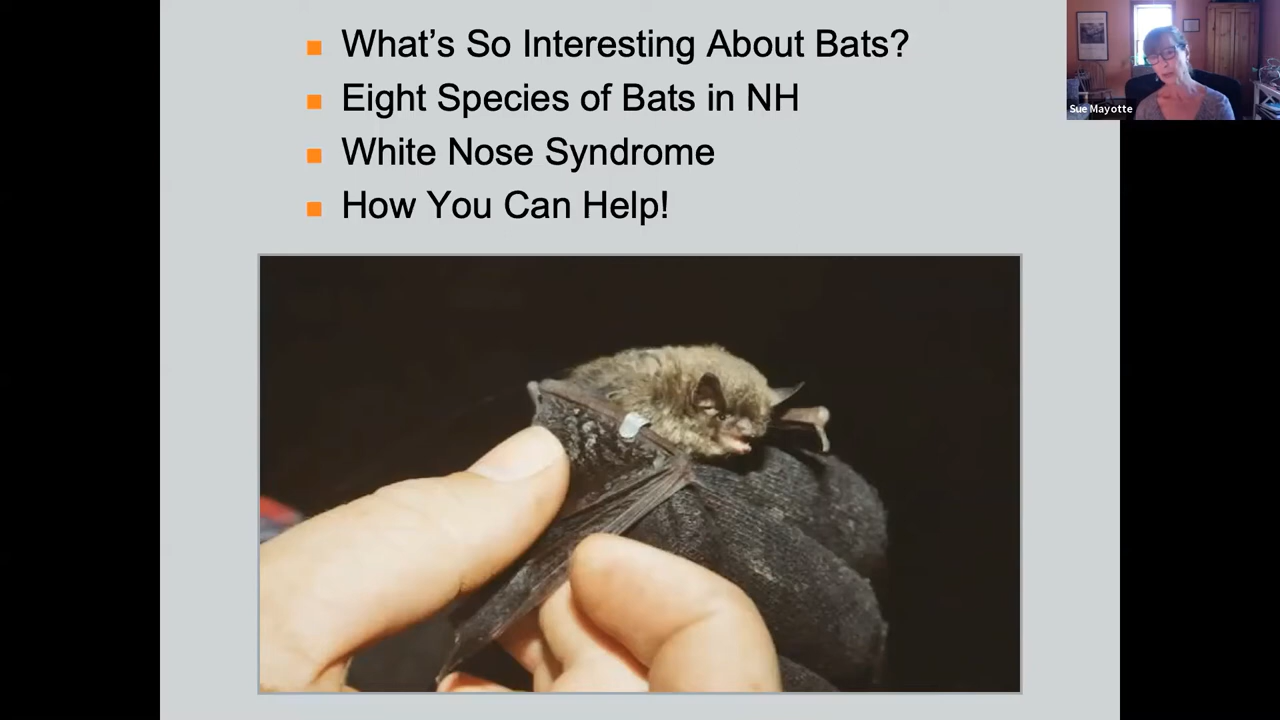 What's So Interesting About Bats?
Eight Species of Bats in NH
White Nose Syndrome
How You Can Help!
Sue Mayotte